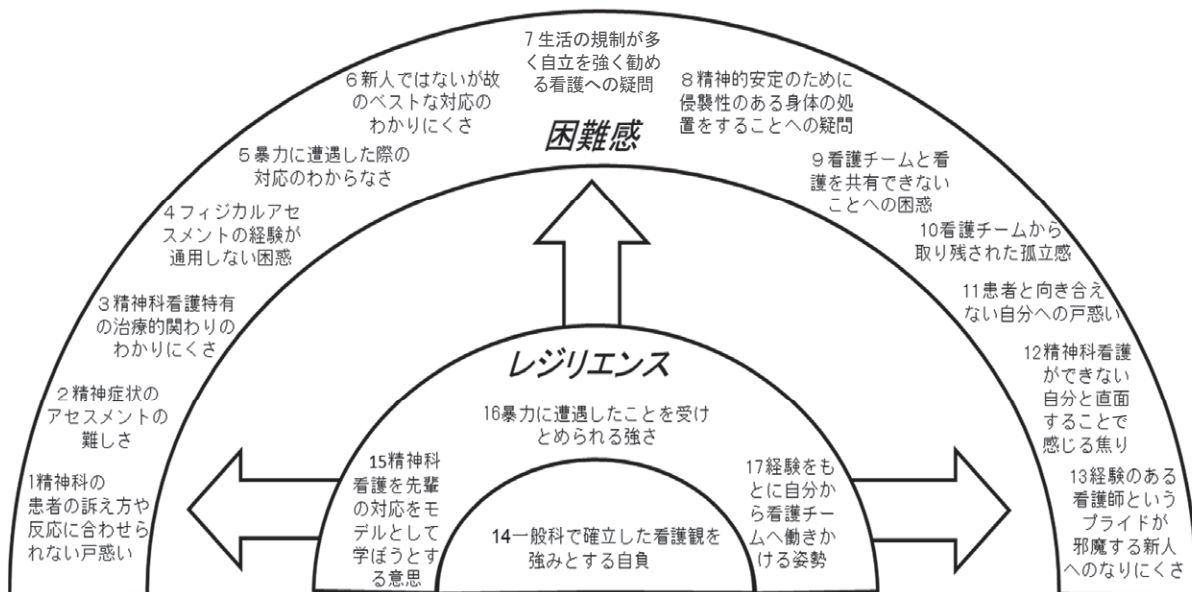 困難感
1精神科の
患者の訴え方や
反応に合わせら
れない戸惑い
2精神症状の
アセスメントの
難しさ
3精神科看護特有
の治療的関わりの
わかりにくさ
4フィジカルアセ
スメントの経験が
通用しない困惑
5暴力に遭遇した際の
対応のわからなさ
6新人ではないが故
のベストな対応の
わかりにくさ
7生活の規制が多
く自立を強く勧め
る看護への疑問
8精神的安定のために
侵襲性のある身体の処
置をすることへの疑問
9看護チームと看
護を共有できない
ことへの困惑
10看護チームから
取り残された孤立感
11患者と向き合え
ない自分への戸惑い
12精神科看護
ができない
自分と直面
することで
感じる焦り
13経験のある
看護師という
プライドが
邪魔する新人
へのなりにくさ
レジリエンス
14一般科で確立した看護観を
強みとする自負
15精神科
看護を先輩
の対応をモ
デルとして
学ぼうとす
る意思
16暴力に遭遇したことを受け
とめられる強さ
17経験をも
とに自分か
ら看護チー
ムへ働きか
ける姿勢